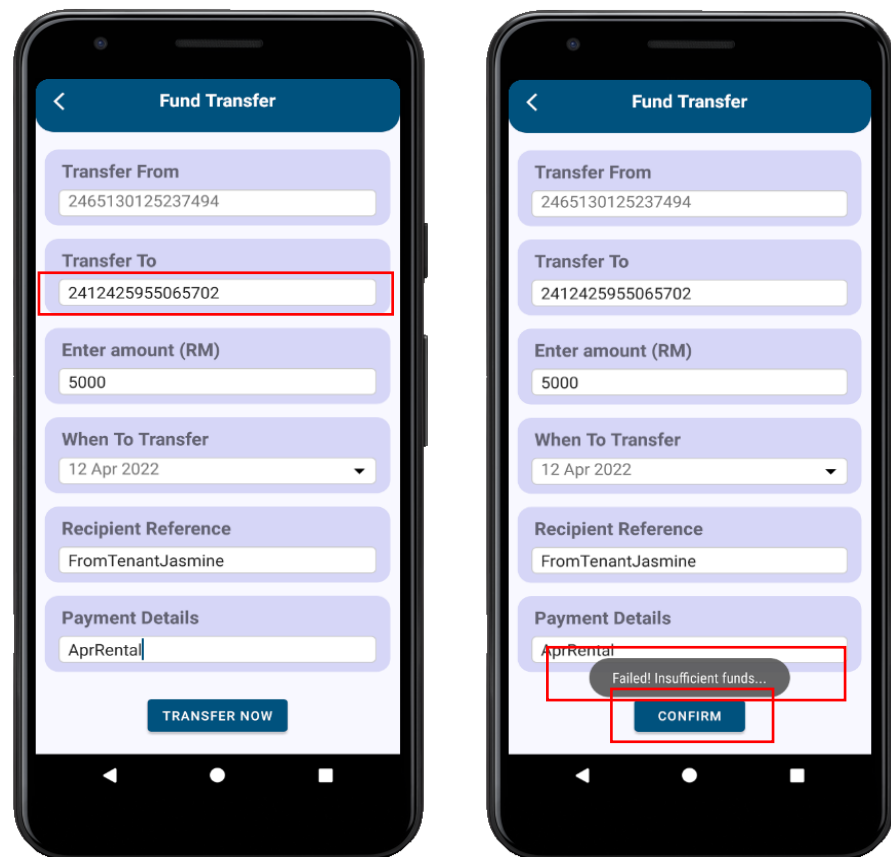 Fund Transfer
Transfer From
2465130125237494
Transfer To
2412425955065702
Enter amount (RM)
5000
When To Transfer
12 Apr 2022
Recipient Reference
FromTenantJasmine
Payment Details
AprRental
TRANSFER NOW
Fund Transfer
Transfer From
2465130125237494
Transfer To
2412425955065702
Enter amount (RM)
5000
When To Transfer
12 Apr 2022
Recipient Reference
FromTenantJasmine
Payment Details
AprRental
Failed! Insufficient funds...
CONFIRM